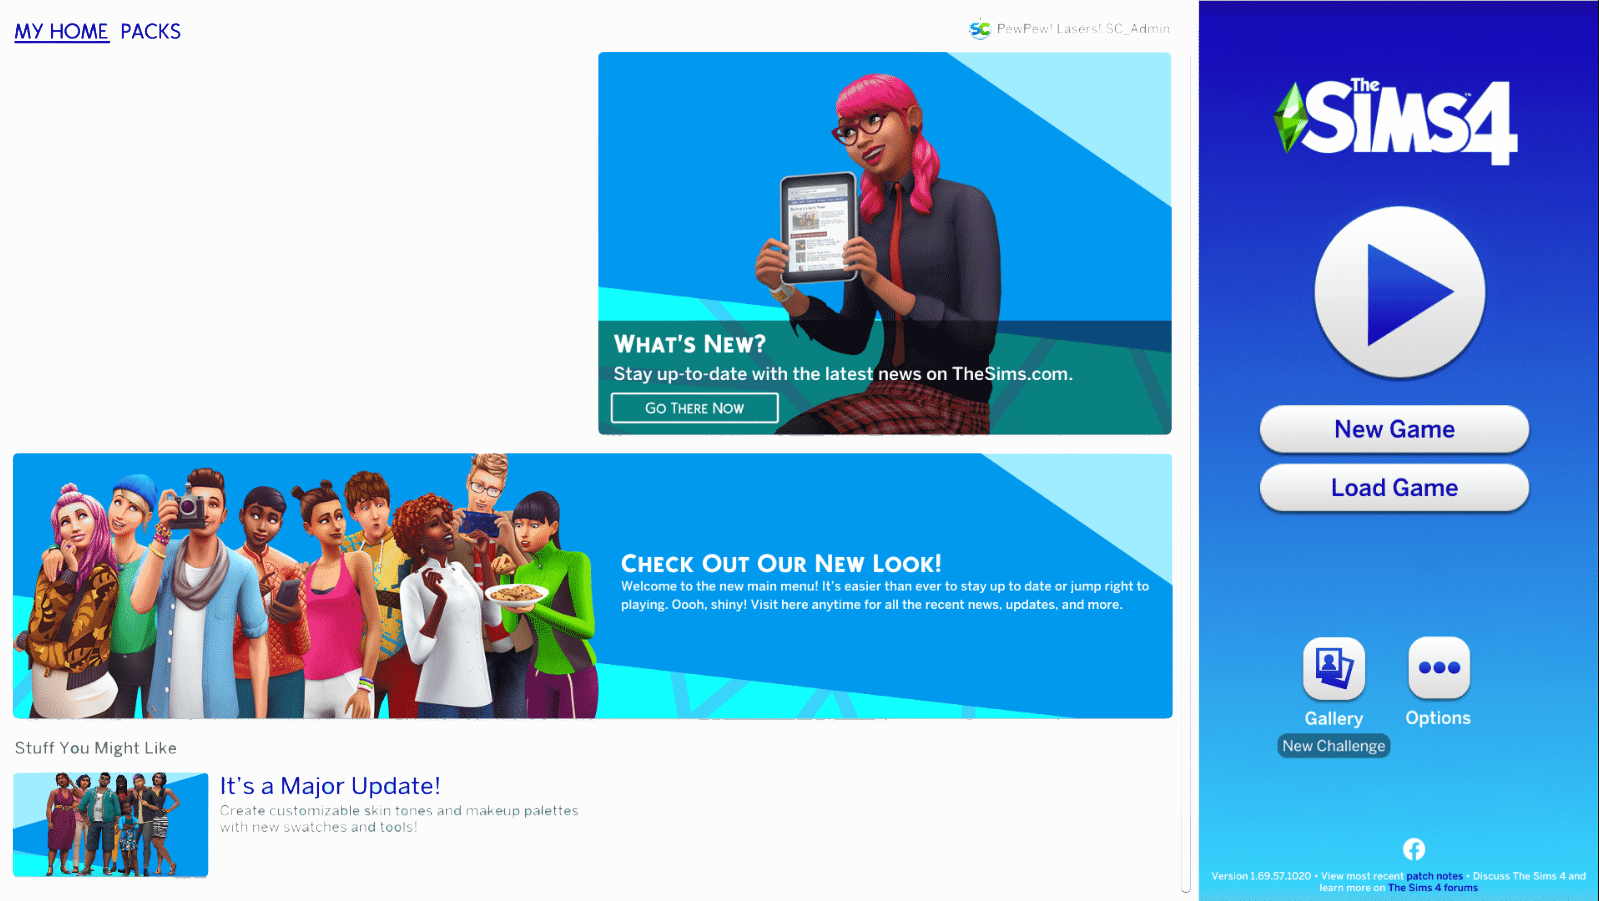 MY HOME PACKS
SC PewPew! Lasers! SC_Admin
WHAT'S NEW?
Stay up-to-date with the latest news on TheSims.com.
GO THERE NOW
CHECK OUT OUR NEW LOOK!
Welcome to the new main menu! It's easier than ever to stay up to date or jump right to
playing. Oooh, shiny! Visit here anytime for all the recent news, updates, and more.
Stuff You Might Like
It's a Major Update!
Create customizable skin tones and makeup palettes
with new swatches and tools!
The
SIMS4
New Game
Load Game
Gallery
New Challenge
Options
Version 1.69.57.1020 • View most recent patch notes • Discuss The Sims 4 and
learn more on The Sims 4 forums